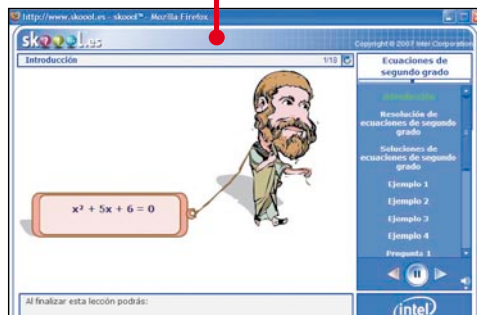 http://www.skoool.es - skoool™ - Mozilla Firefox
skoool.es
Copyright © 2007 Intel Corporation
Introducción
1/18
Ecuaciones de
segundo grado
Introducción
Resolución de
ecuaciones de segundo
grado
Soluciones de
ecuaciones de segundo
grado
Ejemplo 1
Ejemplo 2
Ejemplo 3
Ejemplo 4
Pregunta 1
x² + 5x + 6 = 0
Al finalizar esta lección podrás:
intel